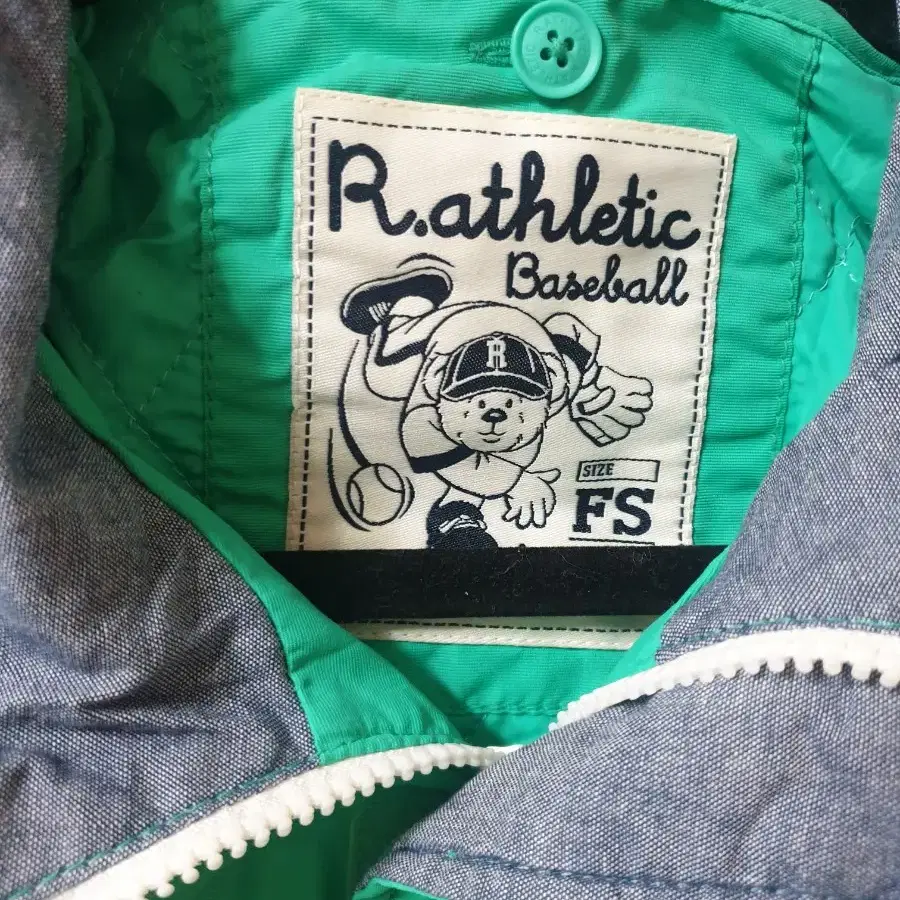 R.athletic
Baseball
R
SIZE
FS